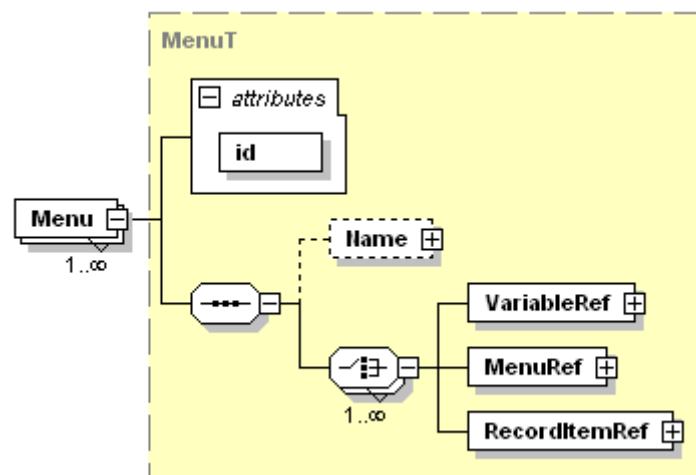 MenuT
attributes
id
Menu
1..∞
Name
VariableRef
MenuRef
1..∞
RecordItemRef